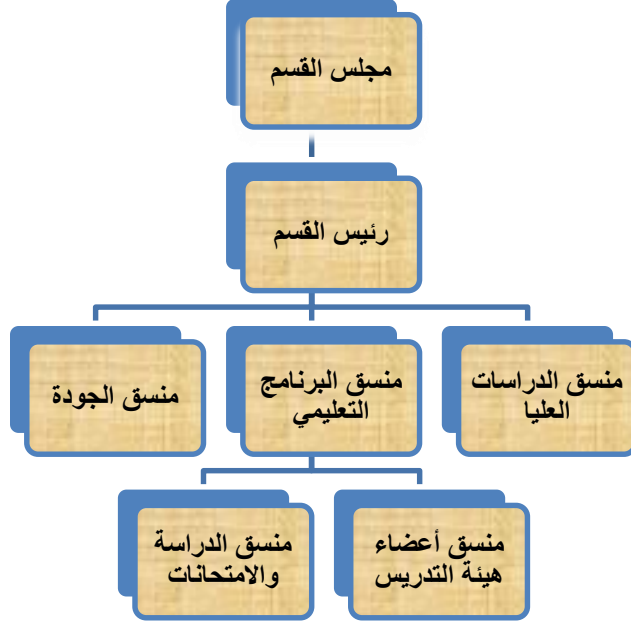 مجلس القسم
رئيس القسم
منسق الدراسات
العليا
منسق البرنامج
التعليمي
منسق الجودة
منسق أعضاء
هيئة التدريس
منسق الدراسة
والامتحانات